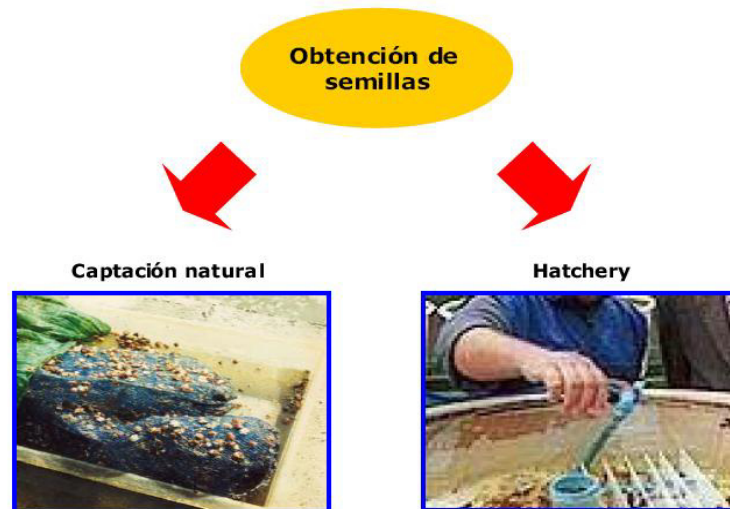 Obtención de
semillas
Captación natural
Hatchery